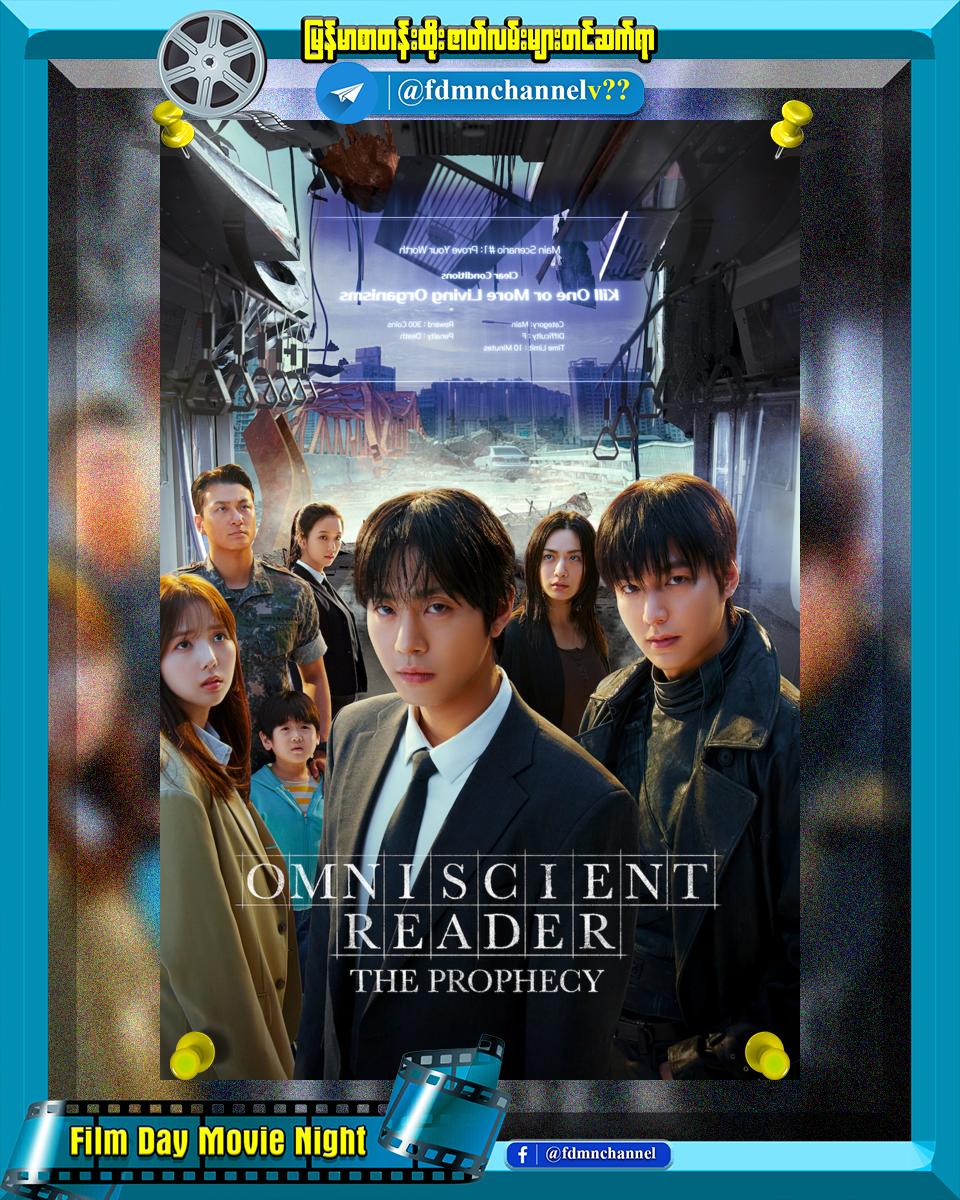 မြန်မာစာတန်းထိုးဇာတ်လမ်းများတင်ဆက်ရာ
@fdmnchannelv??
Main Scenario #1 : Prove Your Worth
Clear Conditions
Kill One or More Living Organisms
Category : Main Reward : 300 Coins
Difficulty : F Penalty : Death
Time Limit : 10 Minutes
OMNISCIENT
READER
THE PROPHECY
Film Day Movie Night
f @fdmnchannel